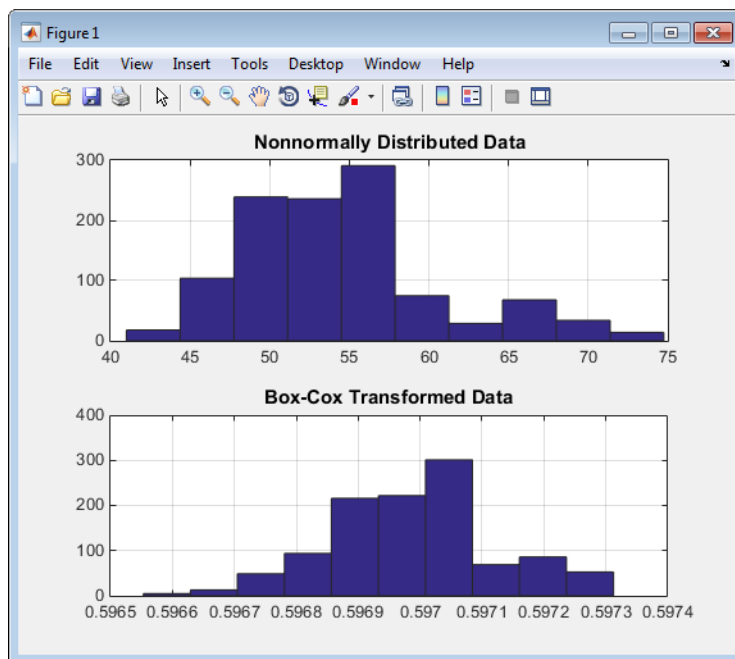 Figure 1
File Edit View Insert Tools Desktop Window Help
Nonnormally Distributed Data
300
200
100
0
40 45 50 55 60 65 70 75
Box-Cox Transformed Data
400
300
200
100
0
0.5965 0.5966 0.5967 0.5968 0.5969 0.597 0.5971 0.5972 0.5973 0.5974